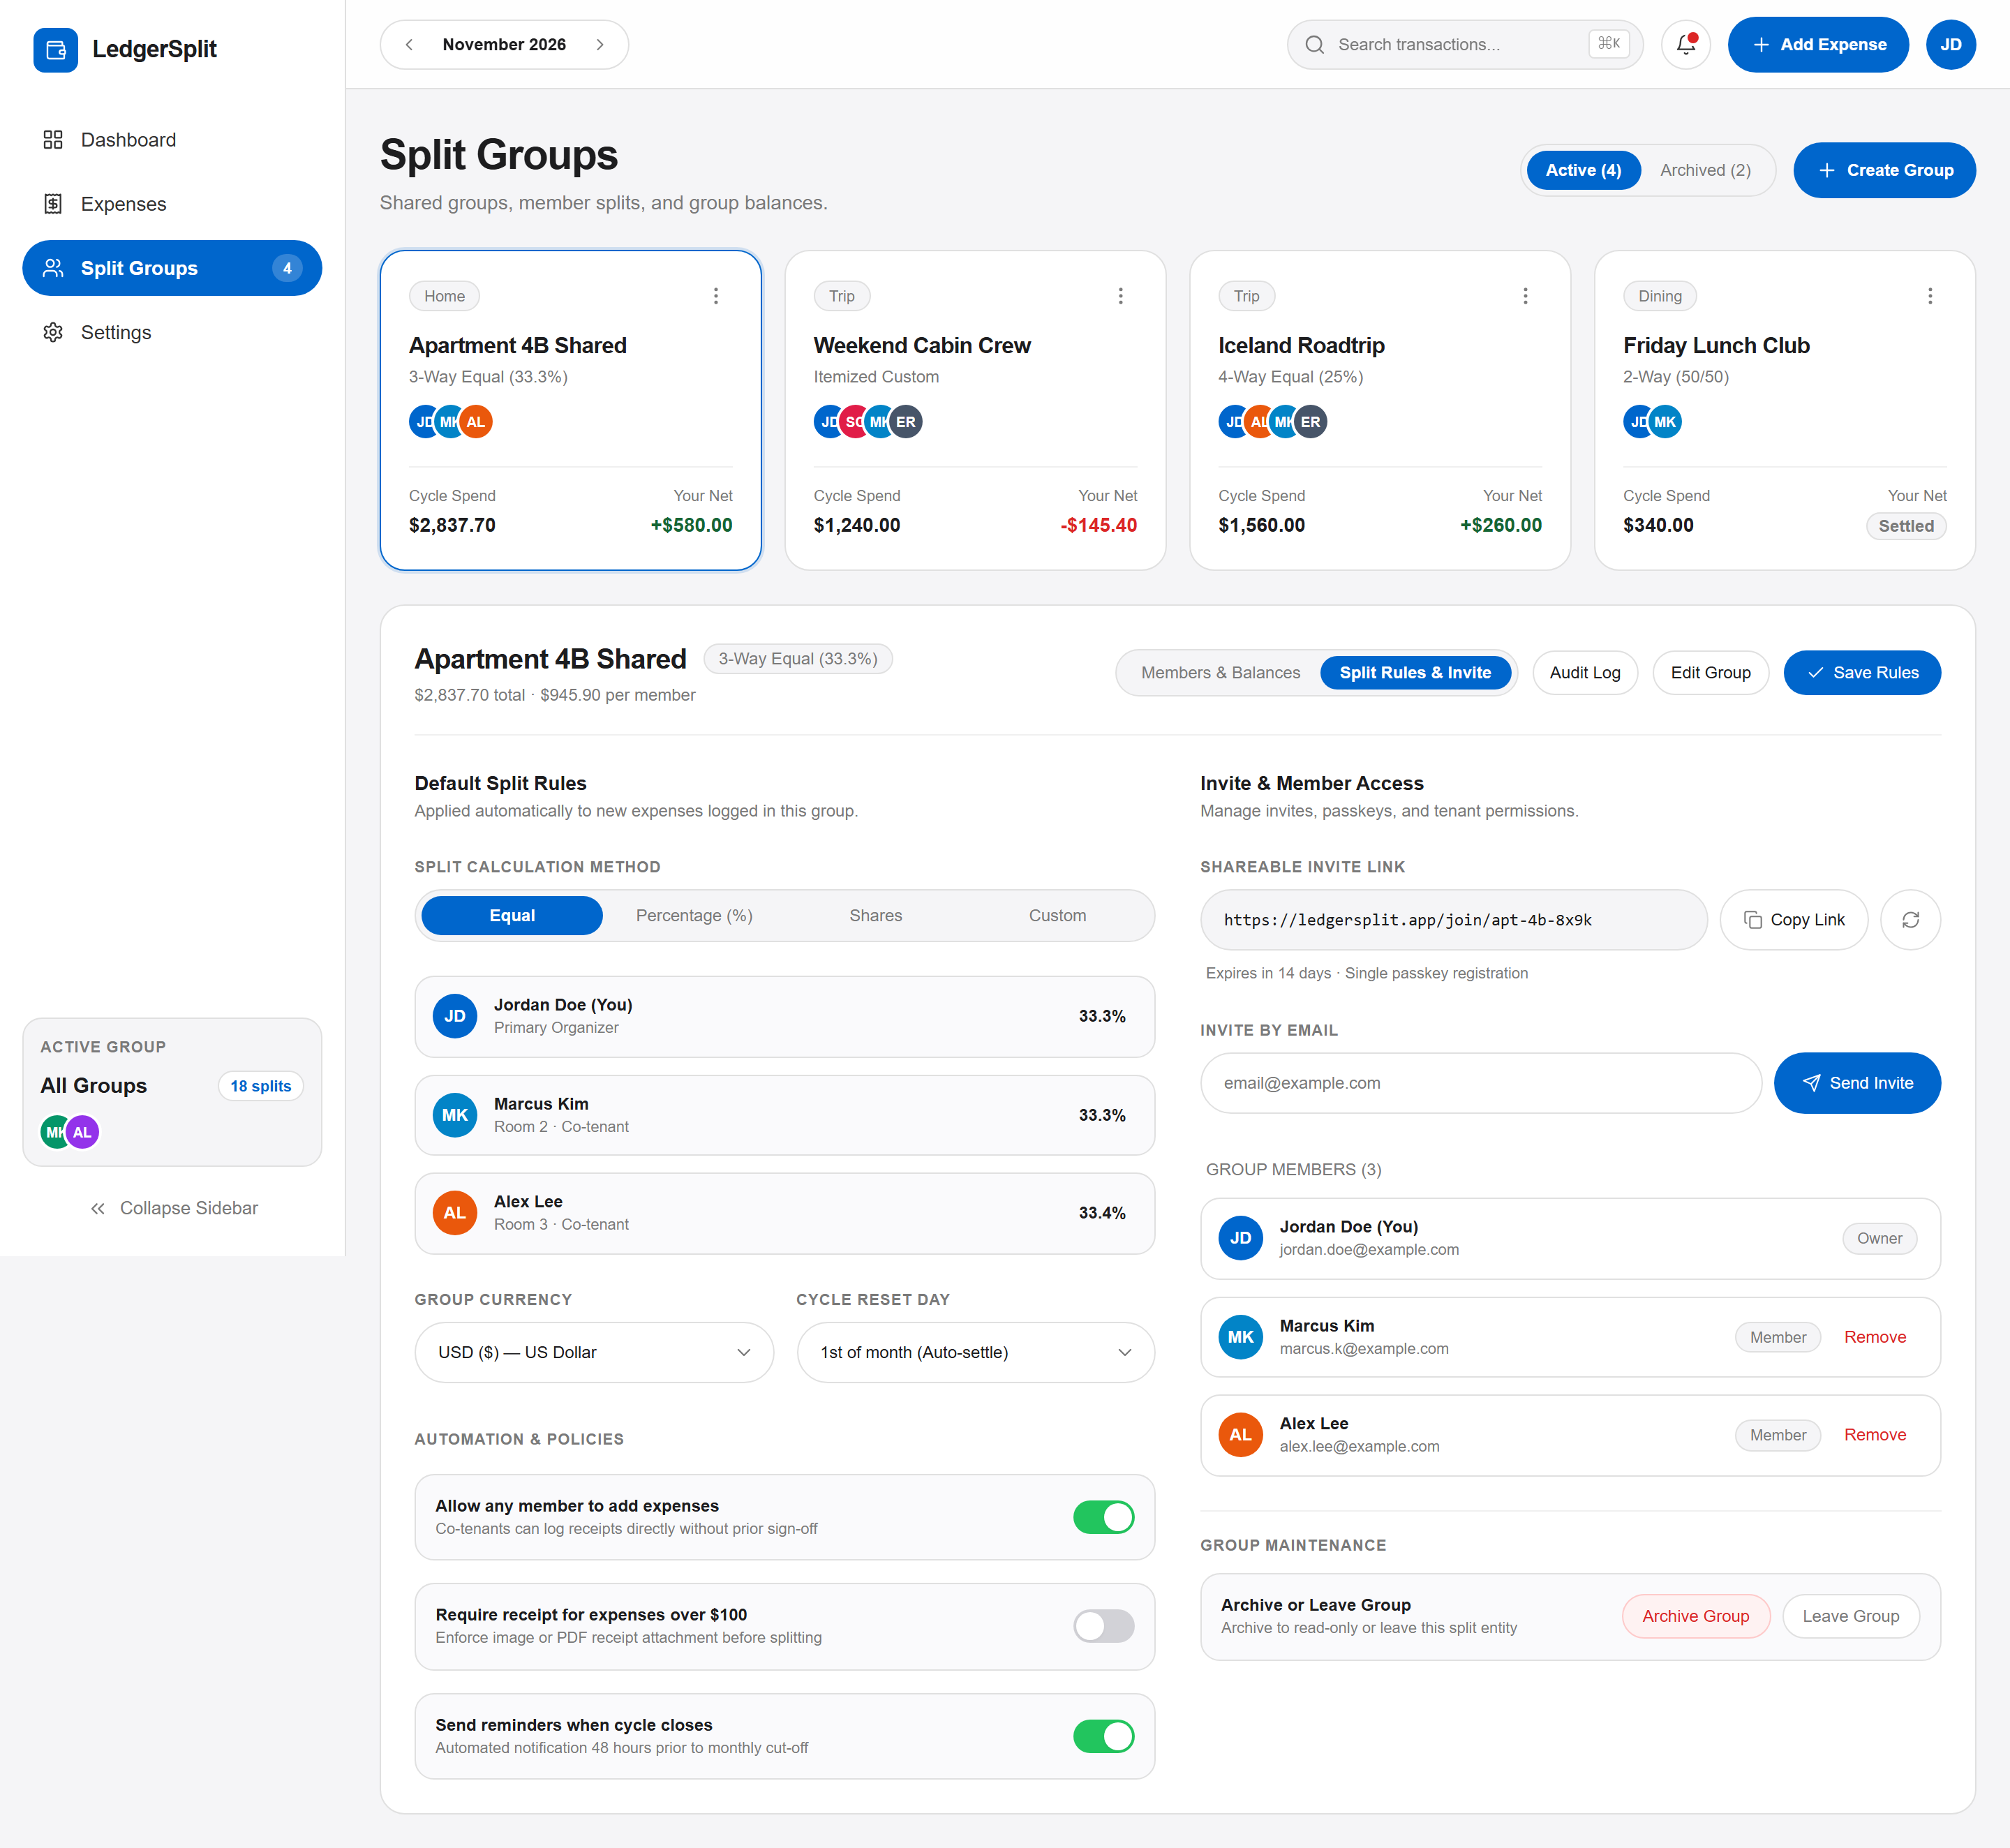 LedgerSplit
Dashboard
Expenses
Split Groups 4
Settings
ACTIVE GROUP
All Groups 18 splits
MK AL
Collapse Sidebar
November 2026
Search transactions... ⌘K
Add Expense
JD
Split Groups
Shared groups, member splits, and group balances.
Active (4) Archived (2)
Create Group
Home
Apartment 4B Shared
3-Way Equal (33.3%)
JD MK AL
Cycle Spend Your Net
$2,837.70 +$580.00
Trip
Weekend Cabin Crew
Itemized Custom
JD SC MK ER
Cycle Spend Your Net
$1,240.00 -$145.40
Trip
Iceland Roadtrip
4-Way Equal (25%)
JD AL MK ER
Cycle Spend Your Net
$1,560.00 +$260.00
Dining
Friday Lunch Club
2-Way (50/50)
JD MK
Cycle Spend Your Net
$340.00 Settled
Apartment 4B Shared 3-Way Equal (33.3%)
$2,837.70 total · $945.90 per member
Members & Balances Split Rules & Invite Audit Log Edit Group Save Rules
Default Split Rules
Applied automatically to new expenses logged in this group.
SPLIT CALCULATION METHOD
Equal Percentage (%) Shares Custom
JD Jordan Doe (You) 33.3%
Primary Organizer
MK Marcus Kim 33.3%
Room 2 · Co-tenant
AL Alex Lee 33.4%
Room 3 · Co-tenant
GROUP CURRENCY CYCLE RESET DAY
USD ($) — US Dollar 1st of month (Auto-settle)
AUTOMATION & POLICIES
Allow any member to add expenses
Co-tenants can log receipts directly without prior sign-off
Require receipt for expenses over $100
Enforce image or PDF receipt attachment before splitting
Send reminders when cycle closes
Automated notification 48 hours prior to monthly cut-off
Invite & Member Access
Manage invites, passkeys, and tenant permissions.
SHAREABLE INVITE LINK
https://ledgersplit.app/join/apt-4b-8x9k Copy Link
Expires in 14 days · Single passkey registration
INVITE BY EMAIL
email@example.com Send Invite
GROUP MEMBERS (3)
JD Jordan Doe (You) Owner
jordan.doe@example.com
MK Marcus Kim Member Remove
marcus.k@example.com
AL Alex Lee Member Remove
alex.lee@example.com
GROUP MAINTENANCE
Archive or Leave Group Archive Group Leave Group
Archive to read-only or leave this split entity